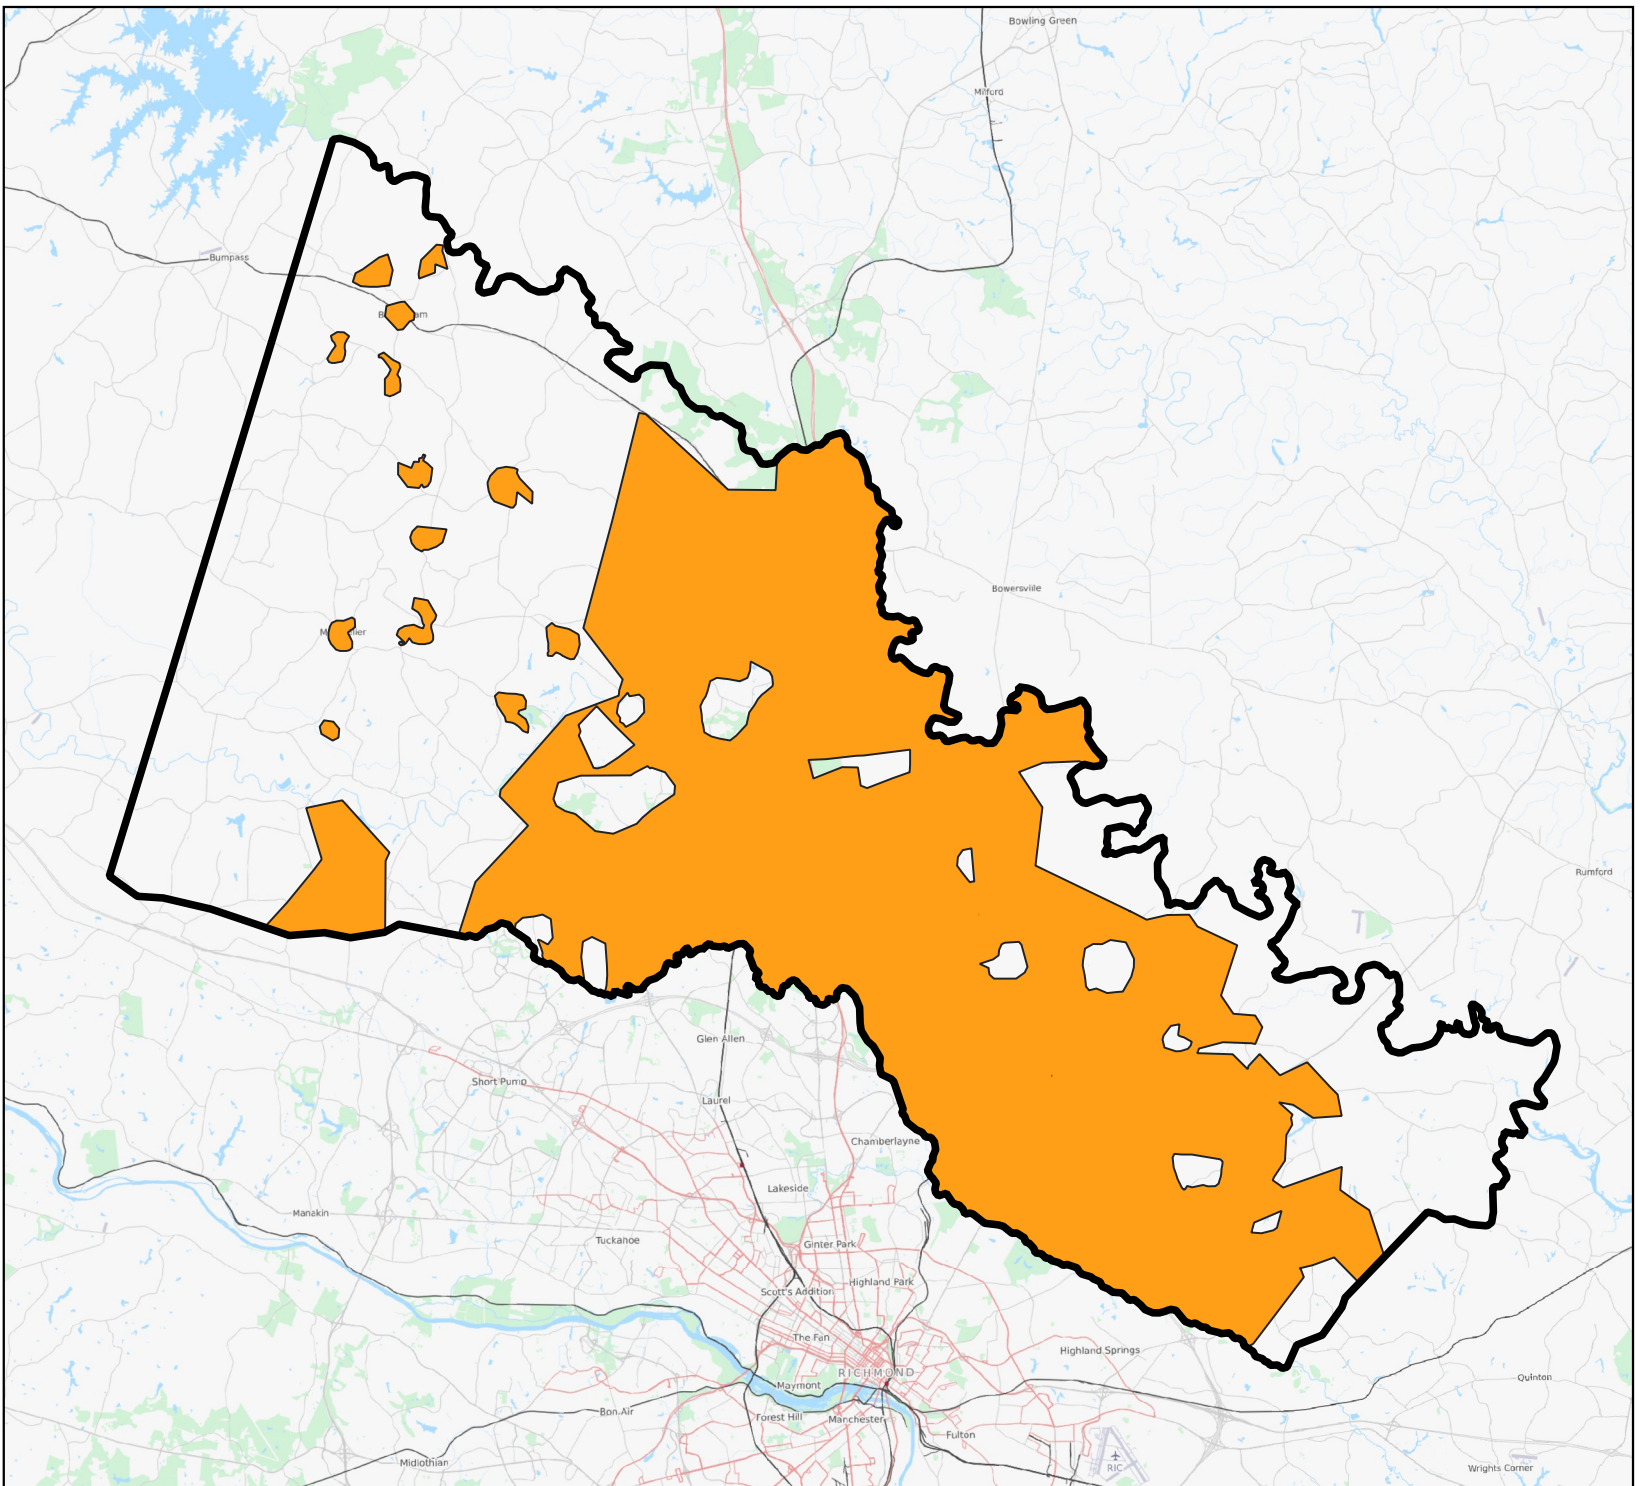 Bowling Green
Milford
Bumpass
Bowersville
Rumford
Glen Allen
Short Pump
Laurel
Chamberlayne
Lakeside
Manakin
Tuckahoe
Ginter Park
Highland Park
Scott's Addition
The Fan
Highland Springs
RICHMOND
Maymont
Quinton
Bon Air
Forest Hill
Manchester
Fulton
Midlothian
RIC
Wrights Corner